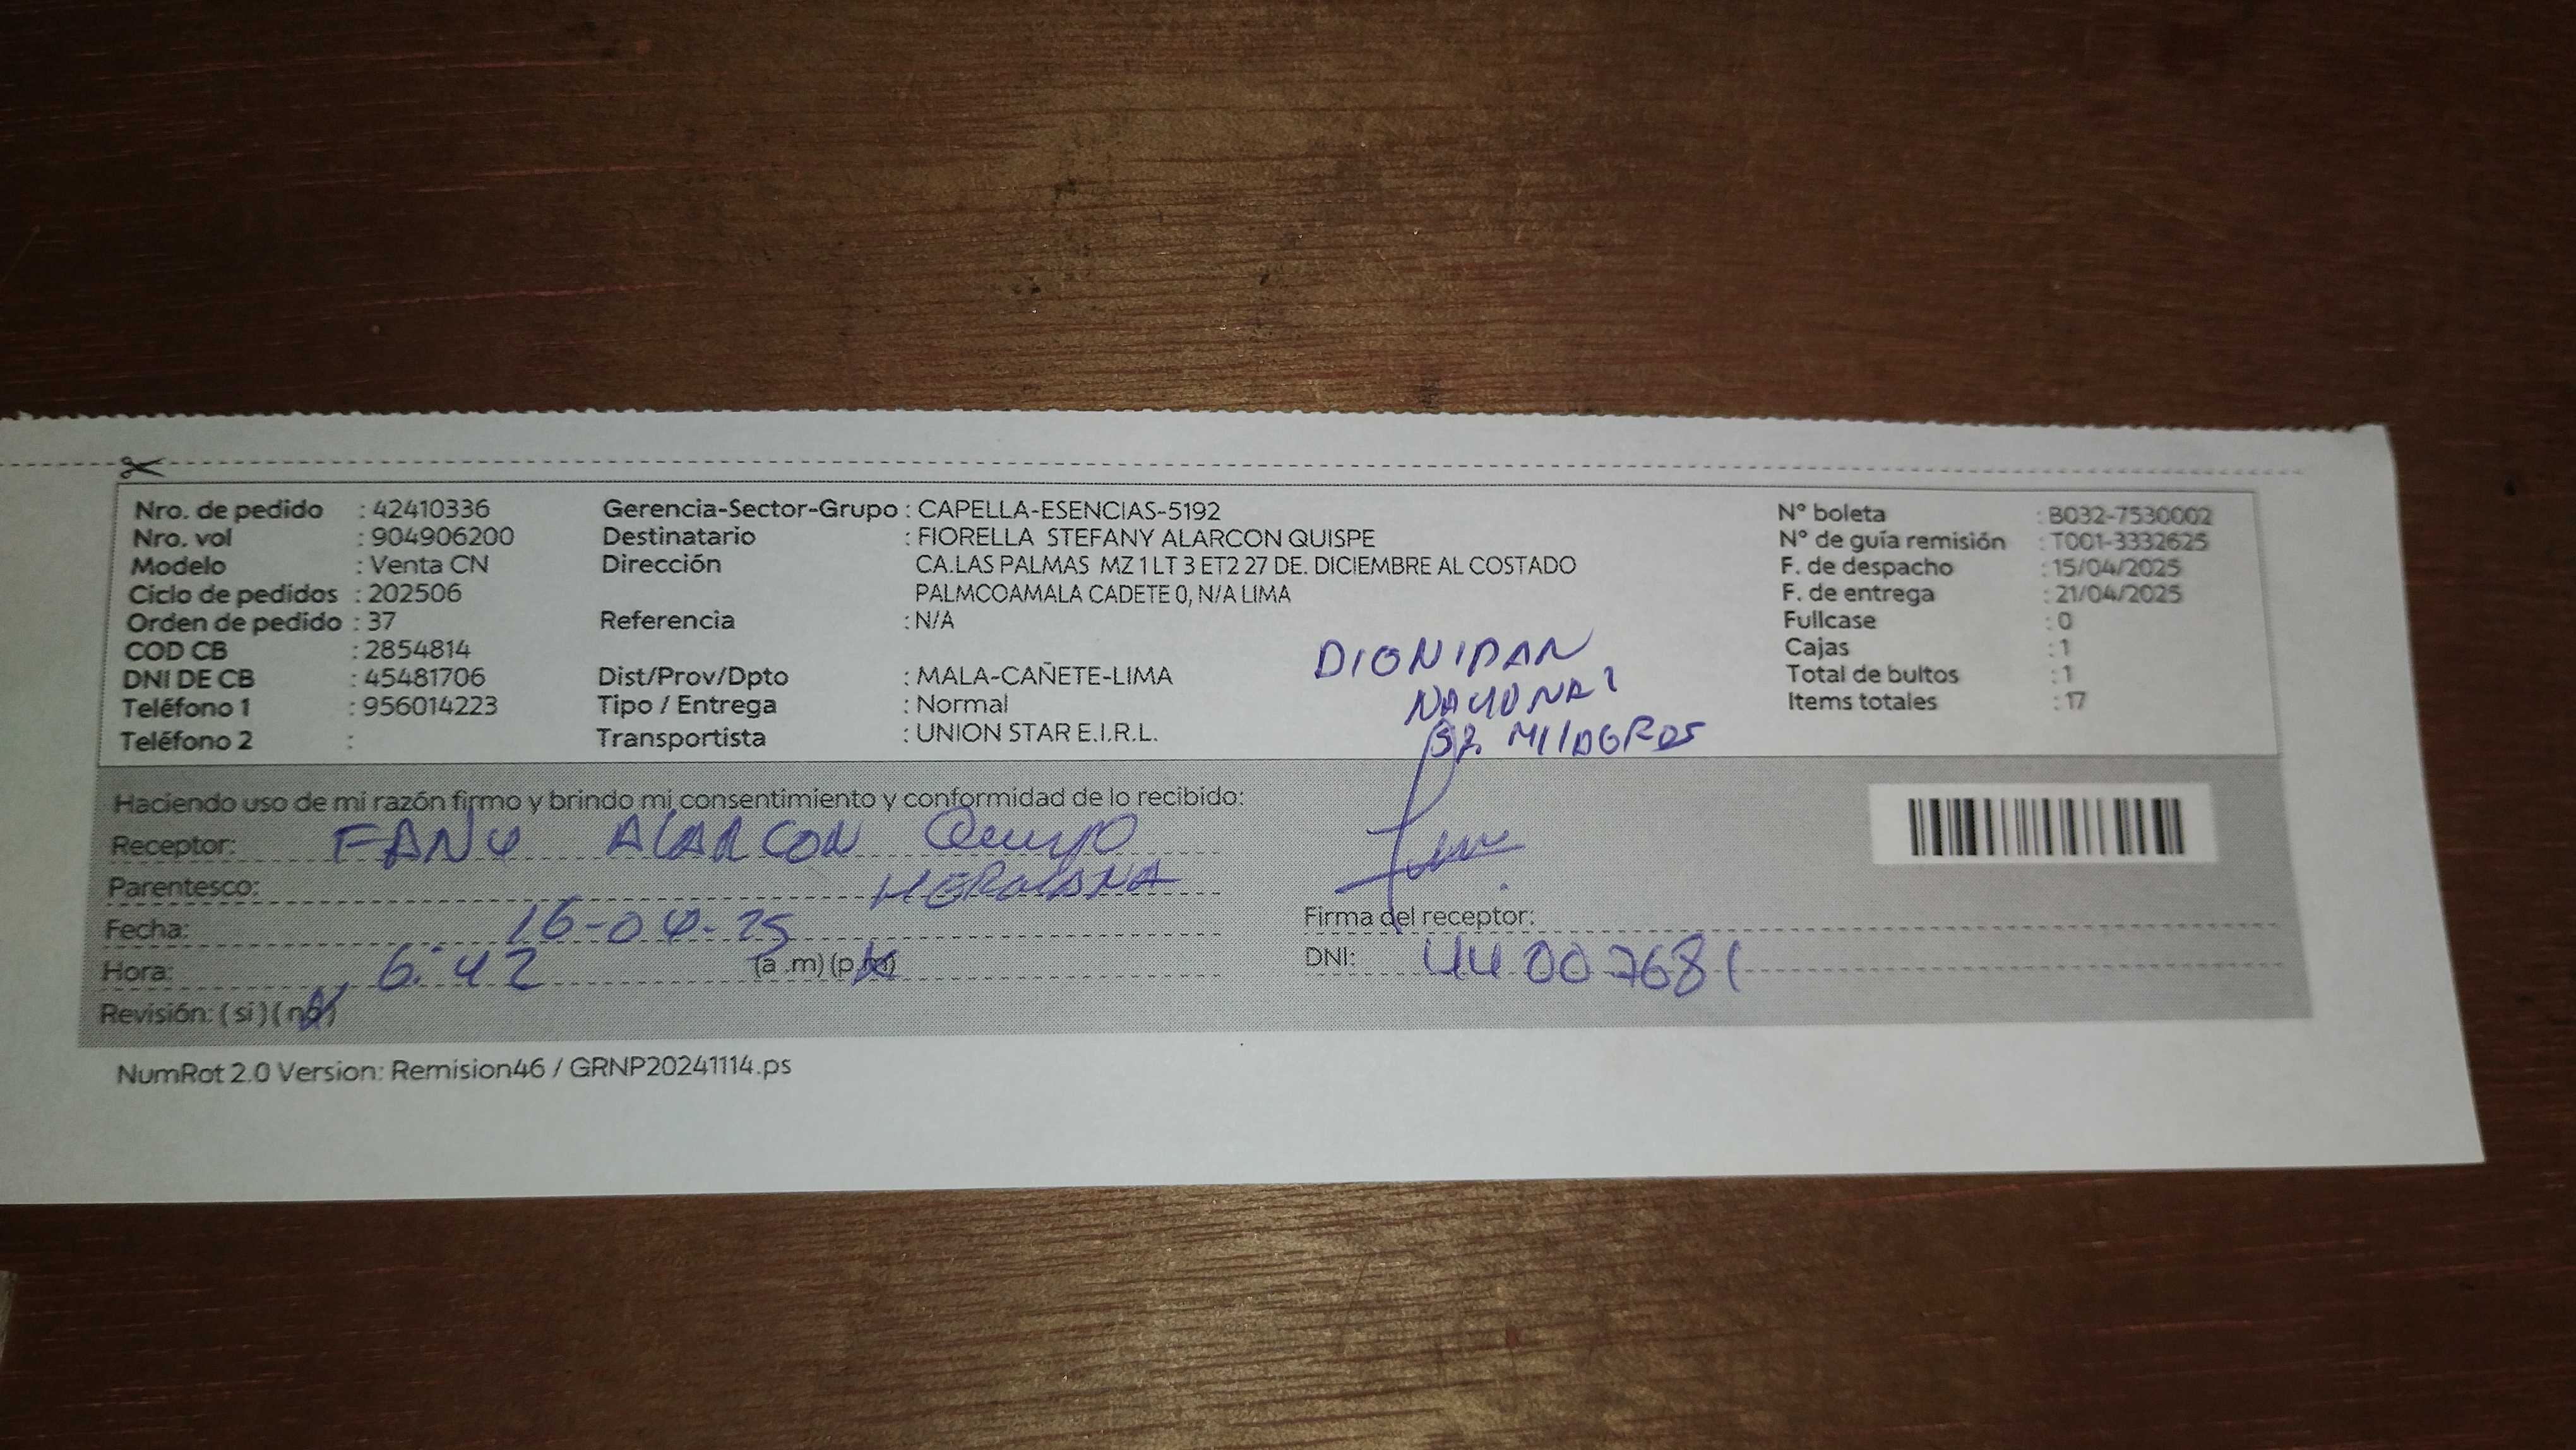 Nro. de pedido : 42410336
Nro. vol : 904906200
Modelo : Venta CN
Ciclo de pedidos : 202506
Orden de pedido : 37
COD CB : 2854814
DNI DE CB : 45481706
Teléfono 1 : 956014223
Teléfono 2 :
Gerencia-Sector-Grupo : CAPELLA-ESENCIAS-5192
Destinatario : FIORELLA STEFANY ALARCON QUISPE
Dirección : CA.LAS PALMAS MZ 1 LT 3 ET2 27 DE. DICIEMBRE AL COSTADO
PALMCOAMALA CADETE 0, N/A LIMA
Referencia : N/A
Dist/Prov/Dpto : MALA-CAÑETE-LIMA
Tipo / Entrega : Normal
Transportista : UNION STAR E.I.R.L.
N° boleta : B032-7530002
N° de guía remisión : T001-3332625
F. de despacho : 15/04/2025
F. de entrega : 21/04/2025
Fullcase : 0
Cajas : 1
Total de bultos : 1
Items totales : 17
MILAGROS
Haciendo uso de mi razón firmo y brindo mi consentimiento y conformidad de lo recibido:
Receptor: FANY ALARCON
Parentesco: HERMANA
Fecha: 16-04-25
Hora: 6:42 (a .m) (p.m)
Revisión: ( si ) ( no )
Firma del receptor:
DNI: 44007681
NumRot 2.0 Version: Remision46 / GRNP20241114.ps